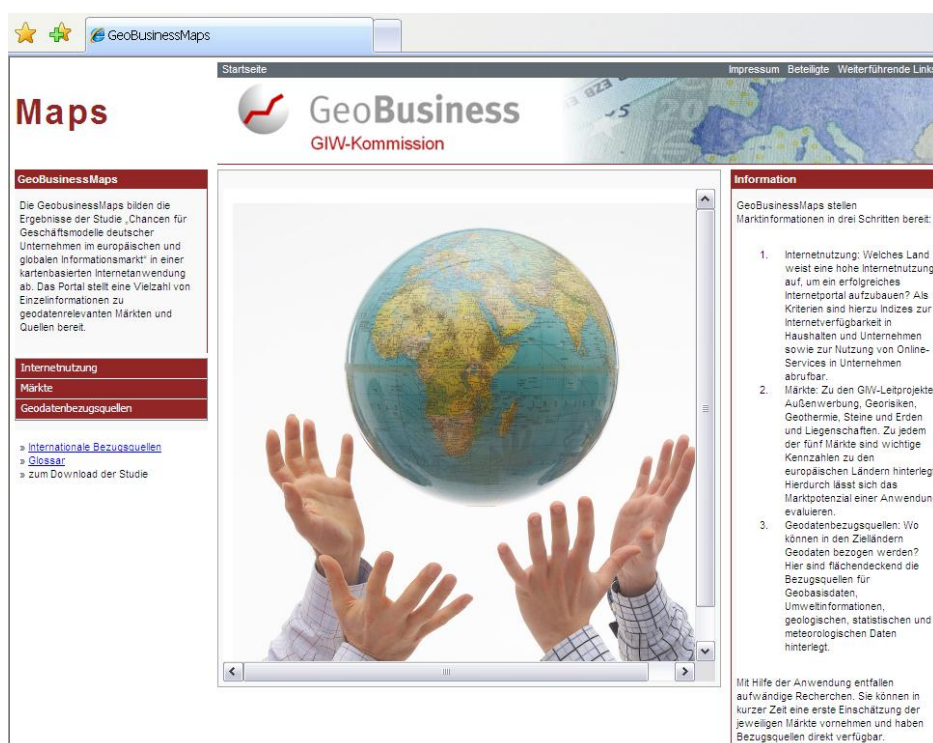 GeoBusinessMaps
Startseite
Impressum Beteiligte Weiterführende Links
Maps
GeoBusiness
GIW-Kommission
EZB EZB
5
20
GeoBusinessMaps
Die GeobusinessMaps bilden die
Ergebnisse der Studie „Chancen für
Geschäftsmodelle deutscher
Unternehmen im europäischen und
globalen Informationsmarkt" in einer
kartenbasierten Internetanwendung
ab. Das Portal stellt eine Vielzahl von
Einzelinformationen zu
geodatenrelevanten Märkten und
Quellen bereit.
Internetnutzung
Märkte
Geodatenbezugsquellen
» Internationale Bezugsquellen
» Glossar
» zum Download der Studie
Information
GeoBusinessMaps stellen
Marktinformationen in drei Schritten bereit:
1. Internetnutzung: Welches Land
weist eine hohe Internetnutzung
auf, um ein erfolgreiches
Internetportal aufzubauen? Als
Kriterien sind hierzu Indizes zur
Internetverfügbarkeit in
Haushalten und Unternehmen
sowie zur Nutzung von Online-
Services in Unternehmen
abrufbar.
2. Märkte: Zu den GIW-Leitprojekte
Außenwerbung, Georisiken,
Geothermie, Steine und Erden
und Liegenschaften. Zu jedem
der fünf Märkte sind wichtige
Kennzahlen zu den
europäischen Ländern hinterlegt
Hierdurch lässt sich das
Marktpotenzial einer Anwendun
evaluieren.
3. Geodatenbezugsquellen: Wo
können in den Zielländern
Geodaten bezogen werden?
Hier sind flächendeckend die
Bezugsquellen für
Geobasisdaten,
Umweltinformationen,
geologischen, statistischen und
meteorologischen Daten
hinterlegt.
Mit Hilfe der Anwendung entfallen
aufwändige Recherchen. Sie können in
kurzer Zeit eine erste Einschätzung der
jeweiligen Märkte vornehmen und haben
Bezugsquellen direkt verfügbar.